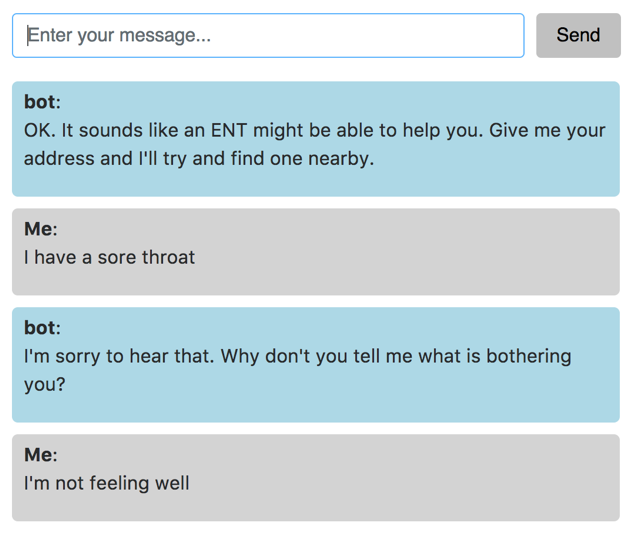 Enter your message...
Send
bot:
OK. It sounds like an ENT might be able to help you. Give me your
address and I'll try and find one nearby.
Me:
I have a sore throat
bot:
I'm sorry to hear that. Why don't you tell me what is bothering
you?
Me:
I'm not feeling well